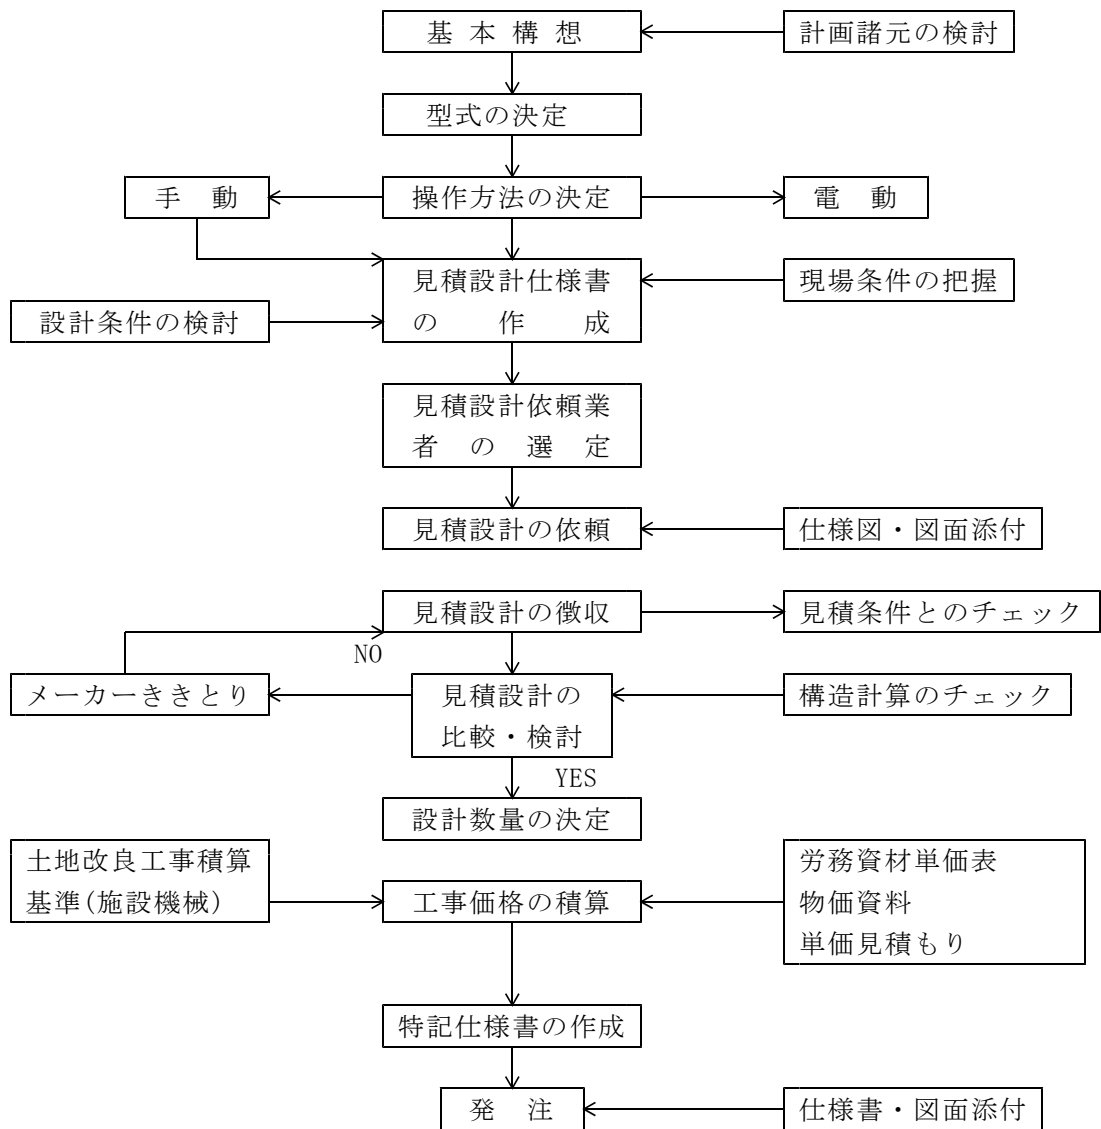 基 本 構 想
計画諸元の検討
型式の決定
手 動
操作方法の決定
電 動
見積設計仕様書
の 作 成
現場条件の把握
設計条件の検討
見積設計依頼業
者 の 選 定
見積設計の依頼
仕様図・図面添付
見積設計の徴収
見積条件とのチェック
NO
メーカーききとり
見積設計の
比較・検討
構造計算のチェック
YES
設計数量の決定
土地改良工事積算
基準(施設機械)
工事価格の積算
労務資材単価表
物価資料
単価見積もり
特記仕様書の作成
発 注
仕様書・図面添付